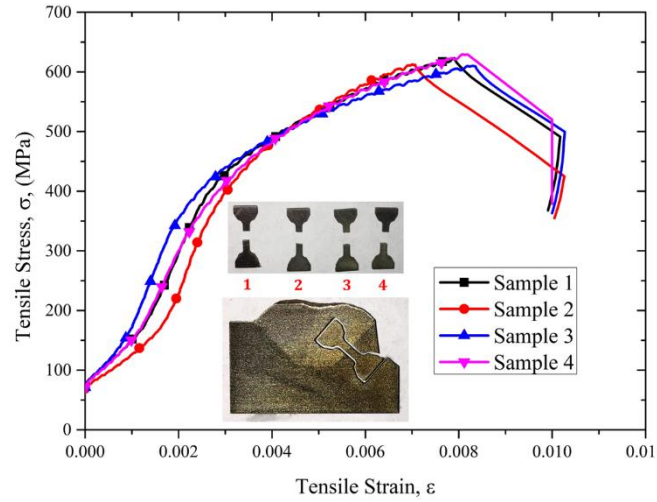 700
600
500
400
300
200
100
0
Tensile Stress, σ, (MPa)
1 2 3 4
Sample 1
Sample 2
Sample 3
Sample 4
0.000 0.002 0.004 0.006 0.008 0.010 0.01
Tensile Strain, ε